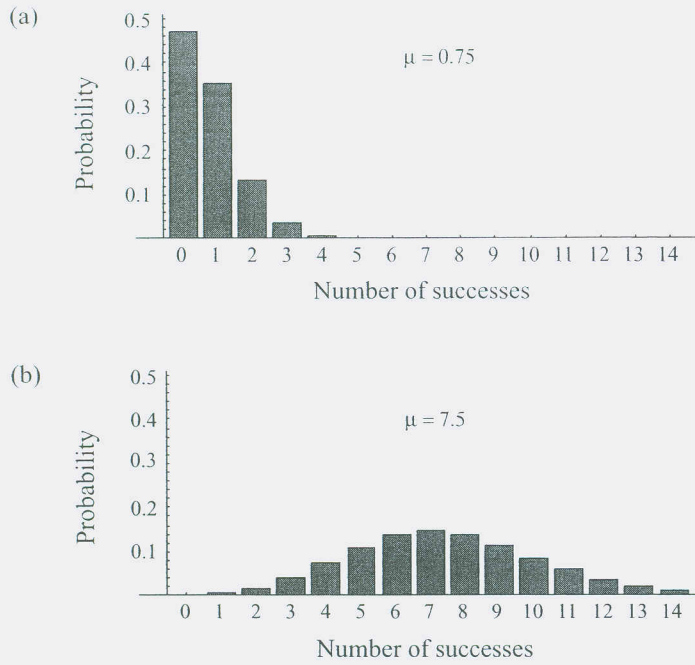 (a)
0.5
0.4
0.3
0.2
0.1
Probability
μ = 0.75
0 1 2 3 4 5 6 7 8 9 10 11 12 13 14
Number of successes
(b)
0.5
0.4
0.3
0.2
0.1
Probability
μ = 7.5
0 1 2 3 4 5 6 7 8 9 10 11 12 13 14
Number of successes